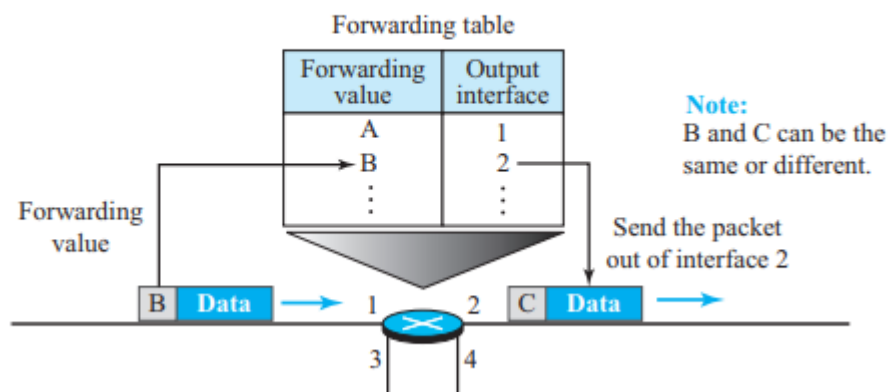 Forwarding table
Forwarding Output
value interface
A 1
B 2
Note:
B and C can be the
same or different.
Forwarding
value
Send the packet
out of interface 2
B Data
1
2
C Data
3
4